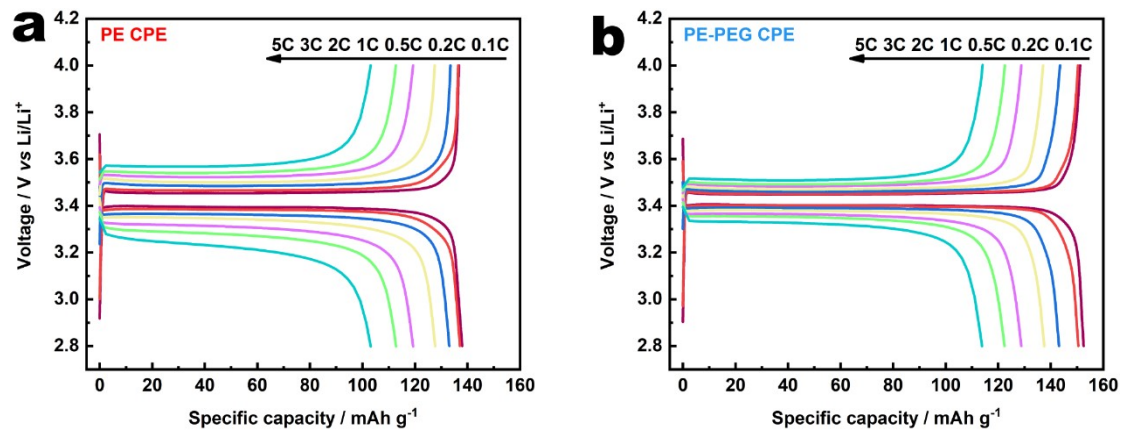 a
PE CPE
5C 3C 2C 1C 0.5C 0.2C 0.1C
4.2
4.0
3.8
3.6
3.4
3.2
3.0
2.8
Voltage / V vs Li/Li⁺
0 20 40 60 80 100 120 140 160
Specific capacity / mAh g⁻¹
b
PE-PEG CPE
5C 3C 2C 1C 0.5C 0.2C 0.1C
4.2
4.0
3.8
3.6
3.4
3.2
3.0
2.8
Voltage / V vs Li/Li⁺
0 20 40 60 80 100 120 140 160
Specific capacity / mAh g⁻¹